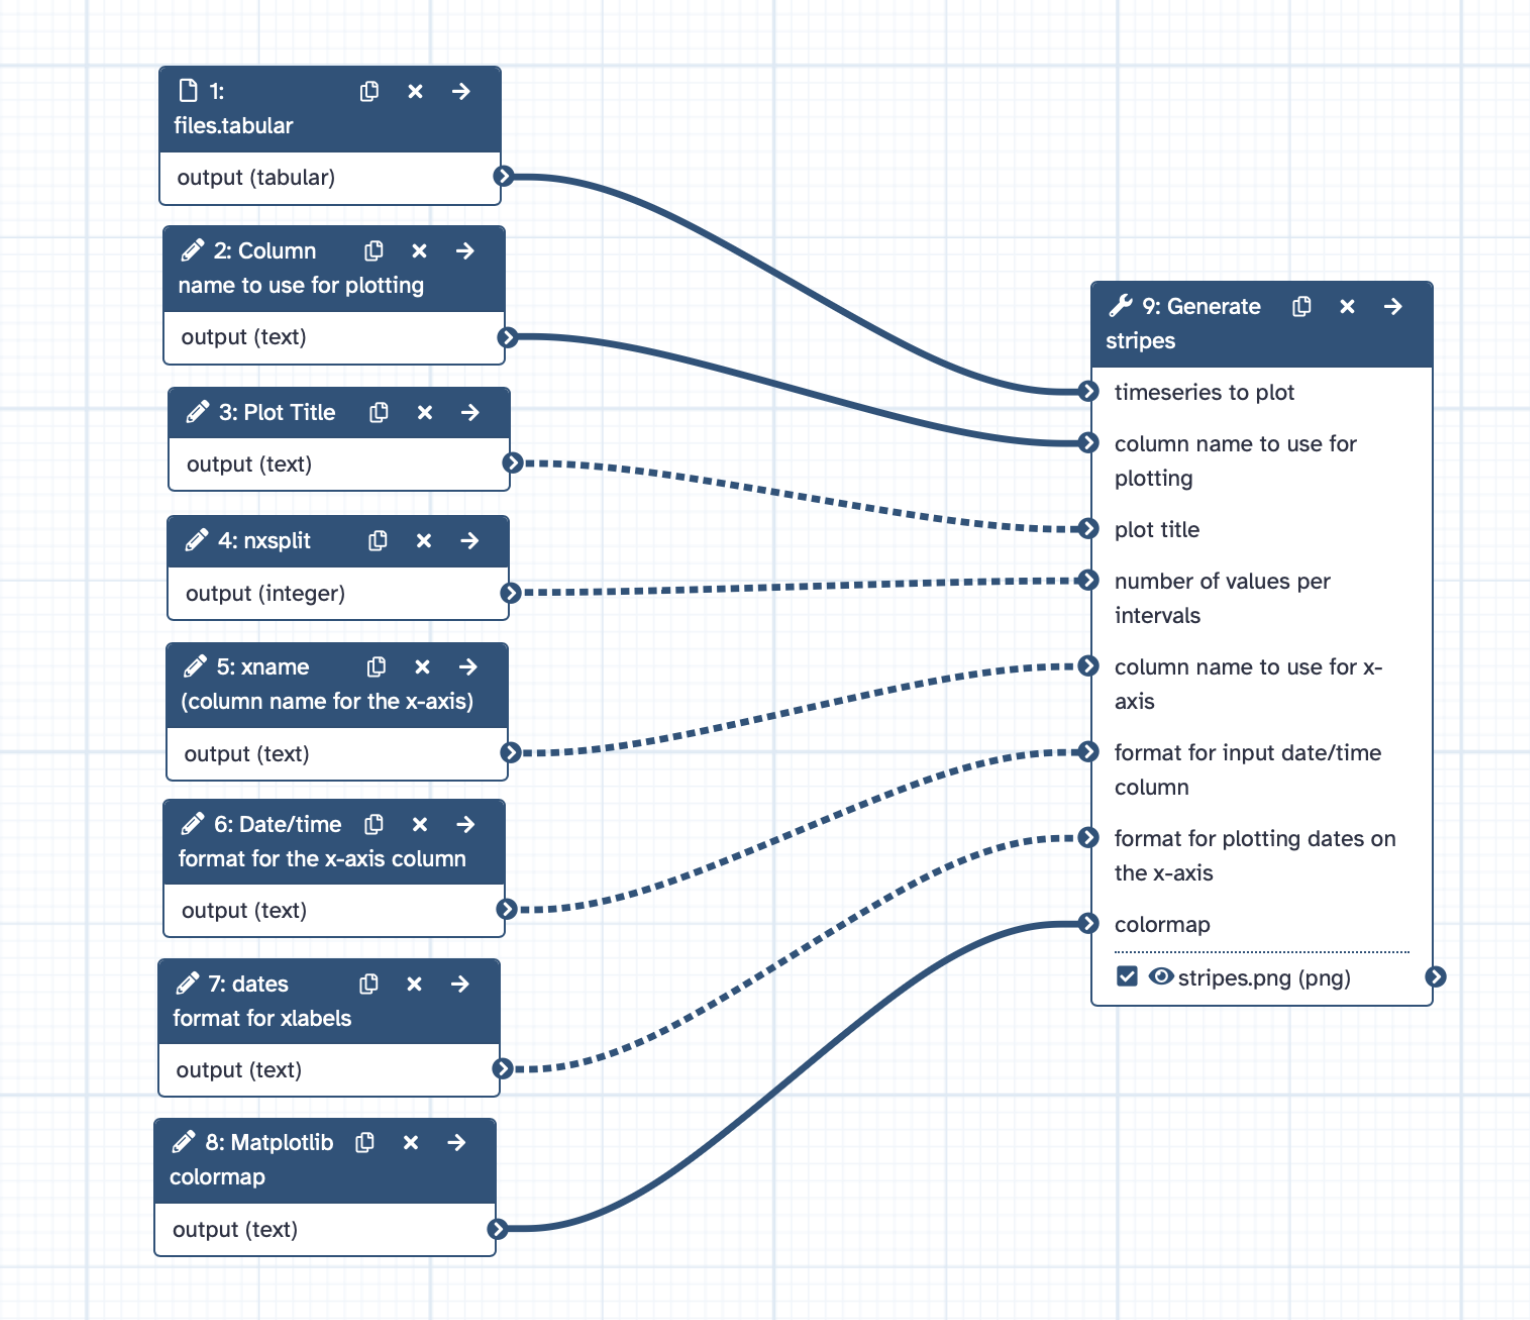 1:
files.tabular
output (tabular)
2: Column
name to use for plotting
output (text)
3: Plot Title
output (text)
4: nxsplit
output (integer)
5: xname
(column name for the x-axis)
output (text)
6: Date/time
format for the x-axis column
output (text)
7: dates
format for xlabels
output (text)
8: Matplotlib
colormap
output (text)
9: Generate
stripes
timeseries to plot
column name to use for
plotting
plot title
number of values per
intervals
column name to use for x-
axis
format for input date/time
column
format for plotting dates on
the x-axis
colormap
stripes.png (png)